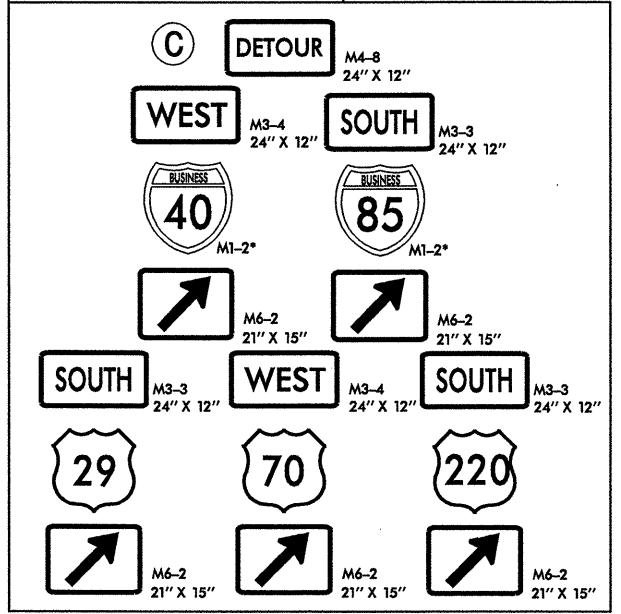 C DETOUR M4-8
24" X 12"
WEST M3-4
24" X 12"
SOUTH M3-3
24" X 12"
BUSINESS
40
M1-2*
BUSINESS
85
M1-2*
M6-2
21" X 15"
M6-2
21" X 15"
SOUTH M3-3
24" X 12"
WEST M3-4
24" X 12"
SOUTH M3-3
24" X 12"
29
70
220
M6-2
21" X 15"
M6-2
21" X 15"
M6-2
21" X 15"